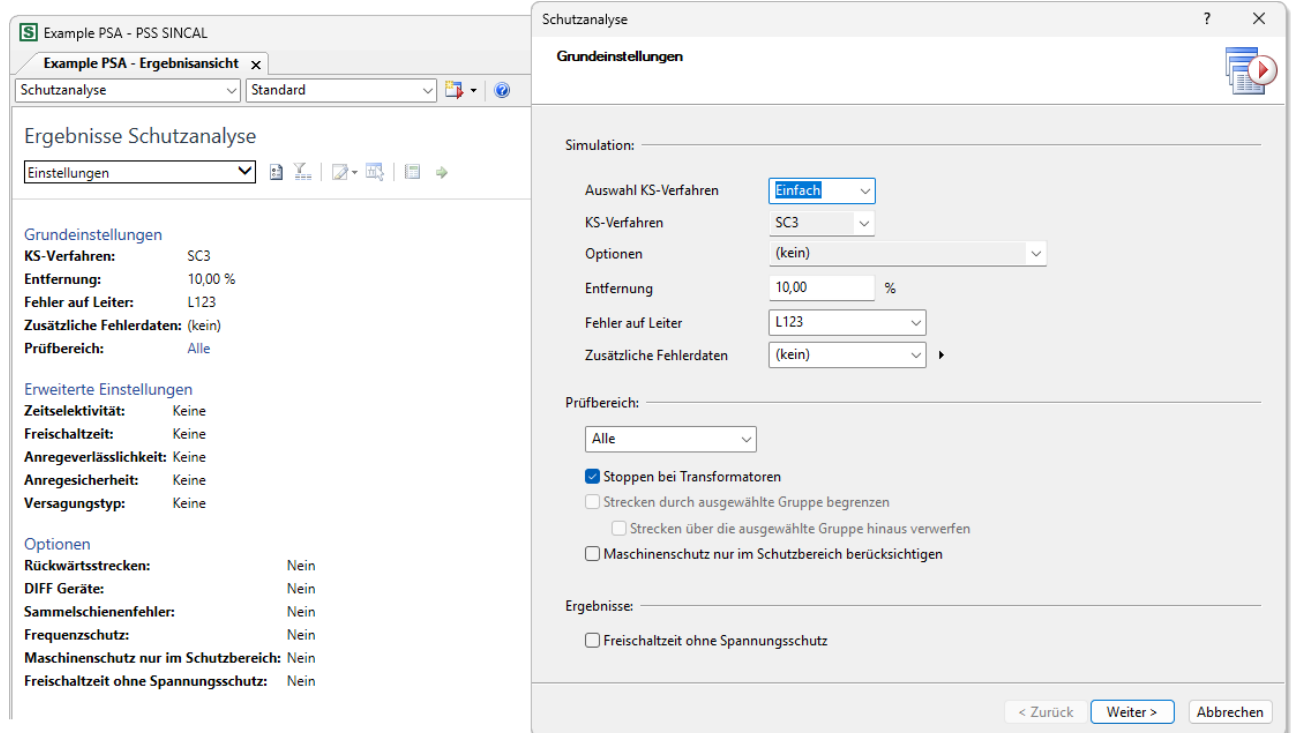 S Example PSA - PSS SINCAL
Example PSA - Ergebnisansicht x
Schutzanalyse Standard
Ergebnisse Schutzanalyse
Einstellungen
Grundeinstellungen
KS-Verfahren: SC3
Entfernung: 10,00 %
Fehler auf Leiter: L123
Zusätzliche Fehlerdaten: (kein)
Prüfbereich: Alle
Erweiterte Einstellungen
Zeitselektivität: Keine
Freischaltzeit: Keine
Anregeverlässlichkeit: Keine
Anregesicherheit: Keine
Versagungstyp: Keine
Optionen
Rückwärtsstrecken: Nein
DIFF Geräte: Nein
Sammelschienenfehler: Nein
Frequenzschutz: Nein
Maschinenschutz nur im Schutzbereich: Nein
Freischaltzeit ohne Spannungsschutz: Nein
Schutzanalyse ?
Grundeinstellungen
Simulation:
Auswahl KS-Verfahren Einfach
KS-Verfahren SC3
Optionen (kein)
Entfernung 10,00 %
Fehler auf Leiter L123
Zusätzliche Fehlerdaten (kein)
Prüfbereich:
Alle
Stoppen bei Transformatoren
Strecken durch ausgewählte Gruppe begrenzen
Strecken über die ausgewählte Gruppe hinaus verwerfen
Maschinenschutz nur im Schutzbereich berücksichtigen
Ergebnisse:
Freischaltzeit ohne Spannungsschutz
< Zurück Weiter > Abbrechen